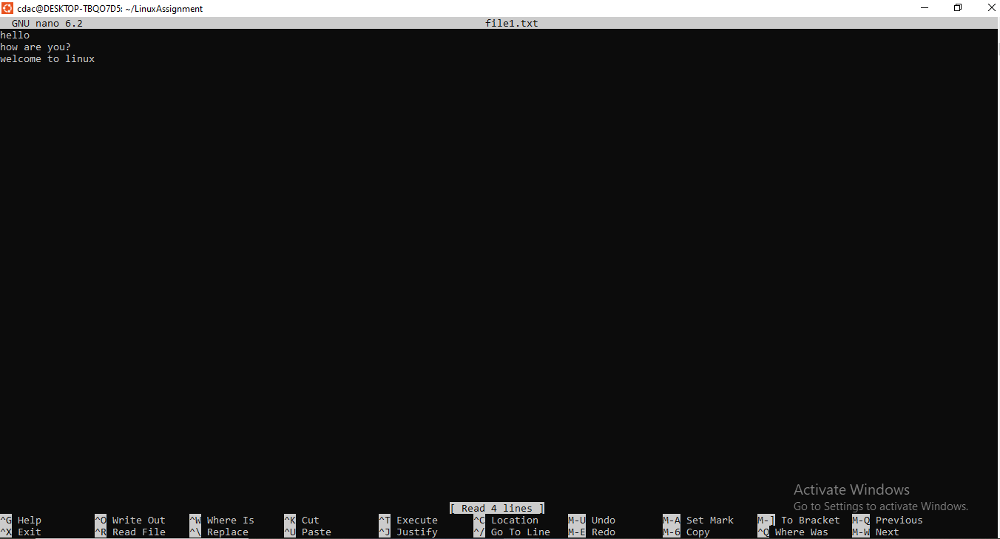 cdac@DESKTOP-TBQO7D5: ~/LinuxAssignment
GNU nano 6.2 file1.txt
hello
how are you?
welcome to linux
Activate Windows
Go to Settings to activate Windows.
[ Read 4 lines ]
^G Help ^O Write Out ^W Where Is ^K Cut ^T Execute ^C Location M-U Undo M-A Set Mark M-] To Bracket M-Q Previous
^X Exit ^R Read File ^\ Replace ^U Paste ^J Justify ^/ Go To Line M-E Redo M-6 Copy ^Q Where Was M-W Next